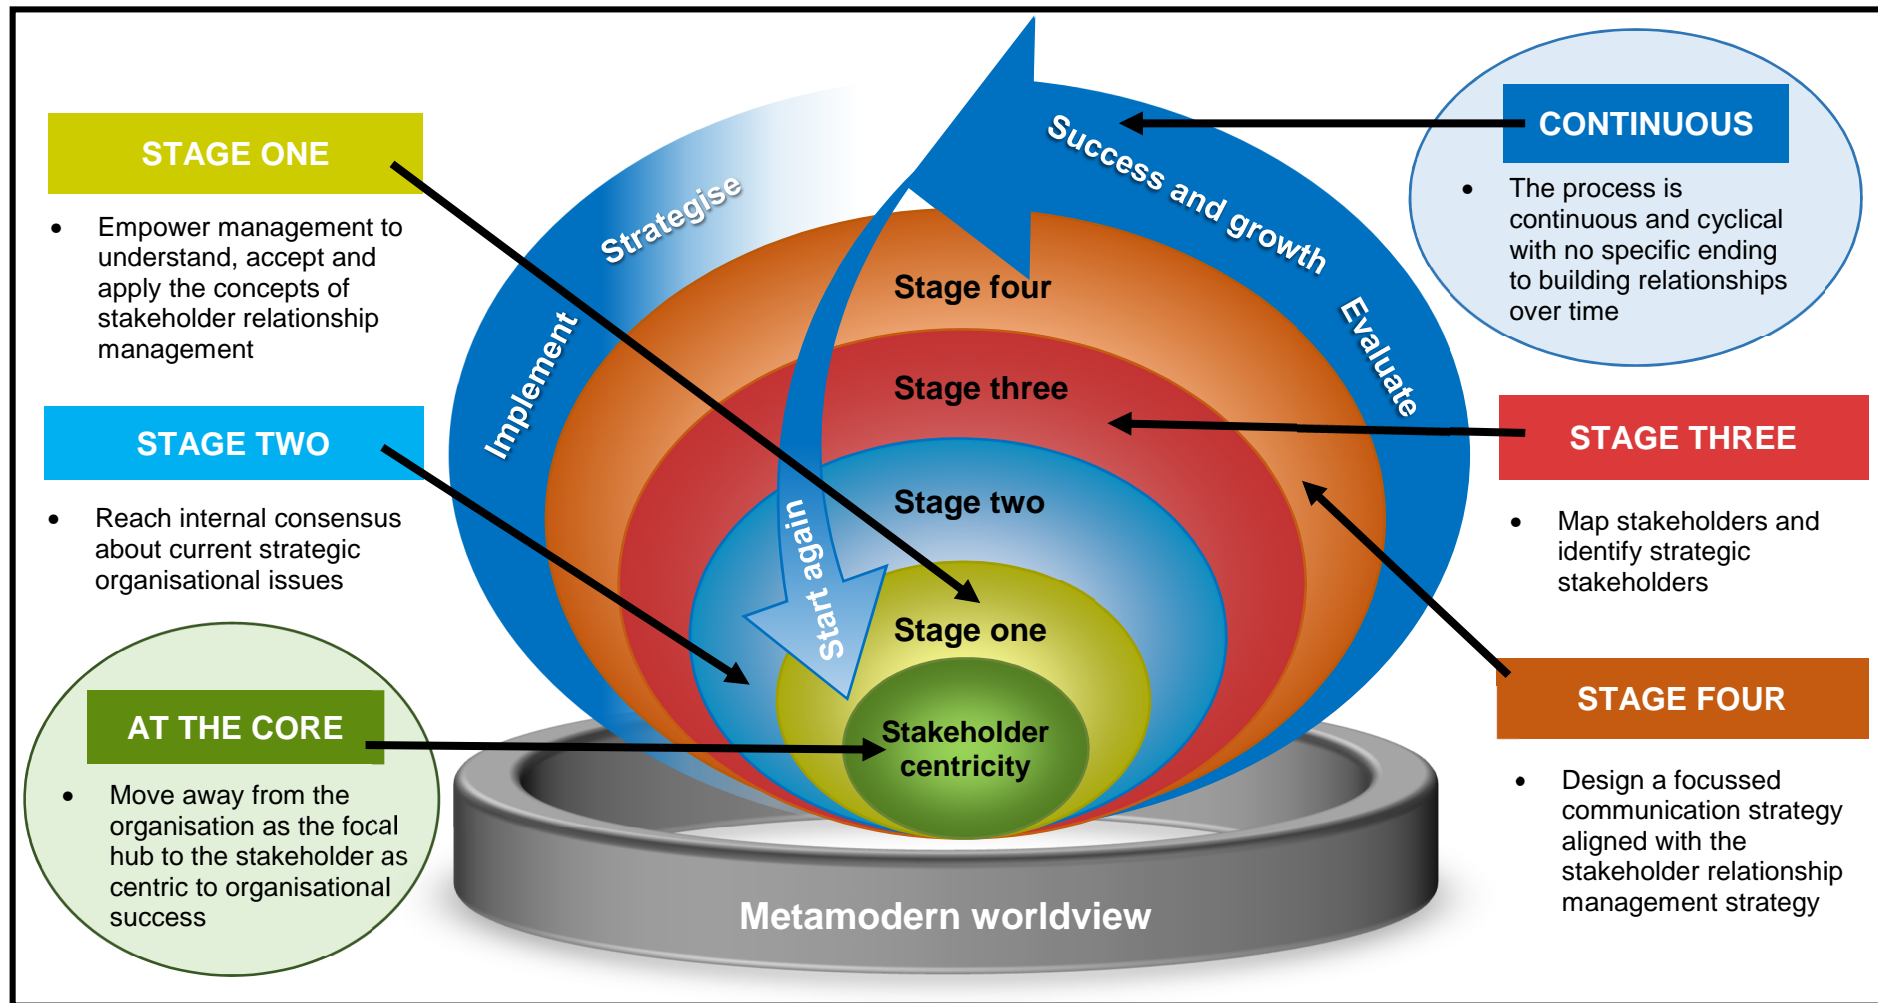 STAGE ONE
• Empower management to
understand, accept and
apply the concepts of
stakeholder relationship
management
STAGE TWO
• Reach internal consensus
about current strategic
organisational issues
AT THE CORE
• Move away from the
organisation as the focal
hub to the stakeholder as
centric to organisational
success
Strategise
Implement
Success and growth
Evaluate
Start again
Stage four
Stage three
Stage two
Stage one
Stakeholder
centricity
Metamodern worldview
CONTINUOUS
• The process is
continuous and cyclical
with no specific ending
to building relationships
over time
STAGE THREE
• Map stakeholders and
identify strategic
stakeholders
STAGE FOUR
• Design a focussed
communication strategy
aligned with the
stakeholder relationship
management strategy